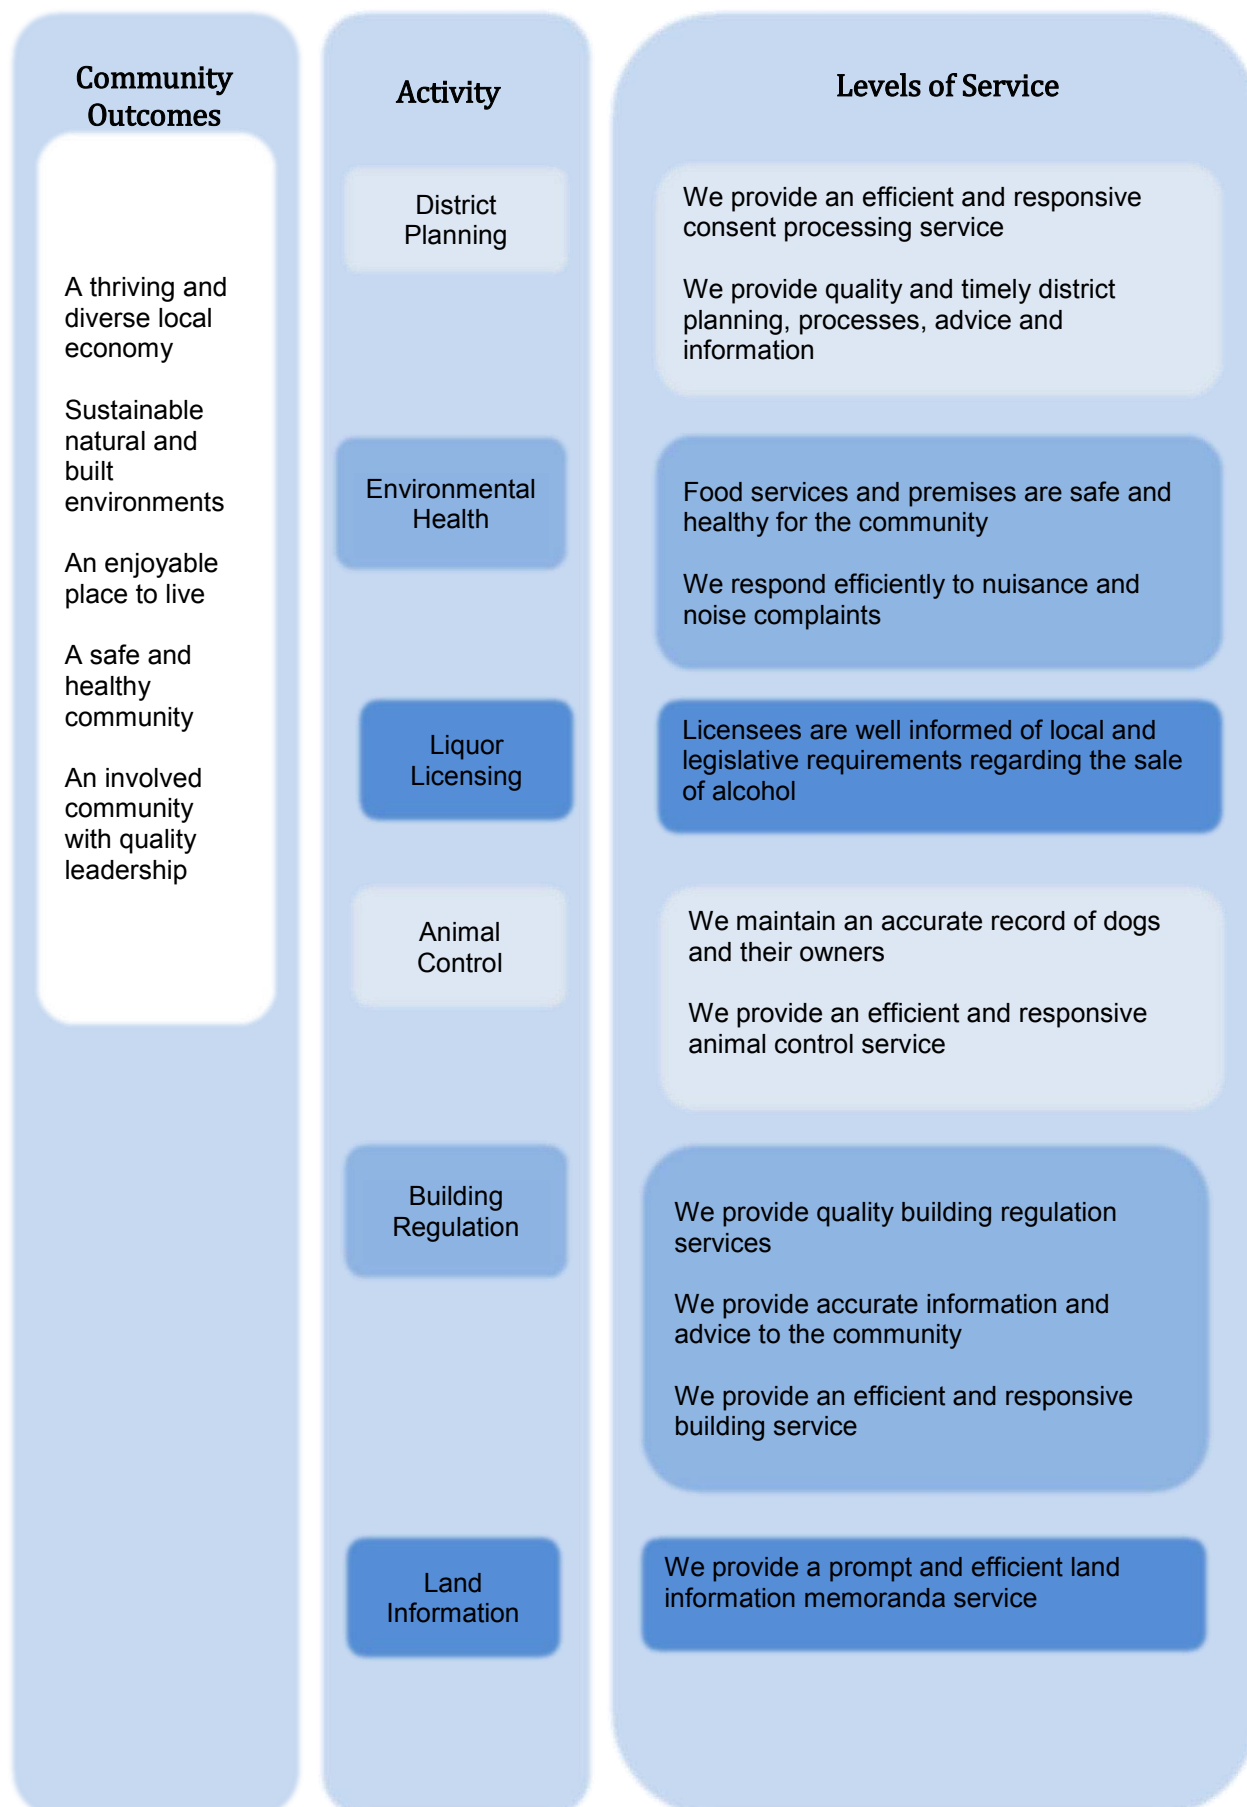 Community
Outcomes
A thriving and
diverse local
economy
Sustainable
natural and
built
environments
An enjoyable
place to live
A safe and
healthy
community
An involved
community
with quality
leadership
Activity
District
Planning
Environmental
Health
Liquor
Licensing
Animal
Control
Building
Regulation
Land
Information
Levels of Service
We provide an efficient and responsive
consent processing service
We provide quality and timely district
planning, processes, advice and
information
Food services and premises are safe and
healthy for the community
We respond efficiently to nuisance and
noise complaints
Licensees are well informed of local and
legislative requirements regarding the sale
of alcohol
We maintain an accurate record of dogs
and their owners
We provide an efficient and responsive
animal control service
We provide quality building regulation
services
We provide accurate information and
advice to the community
We provide an efficient and responsive
building service
We provide a prompt and efficient land
information memoranda service